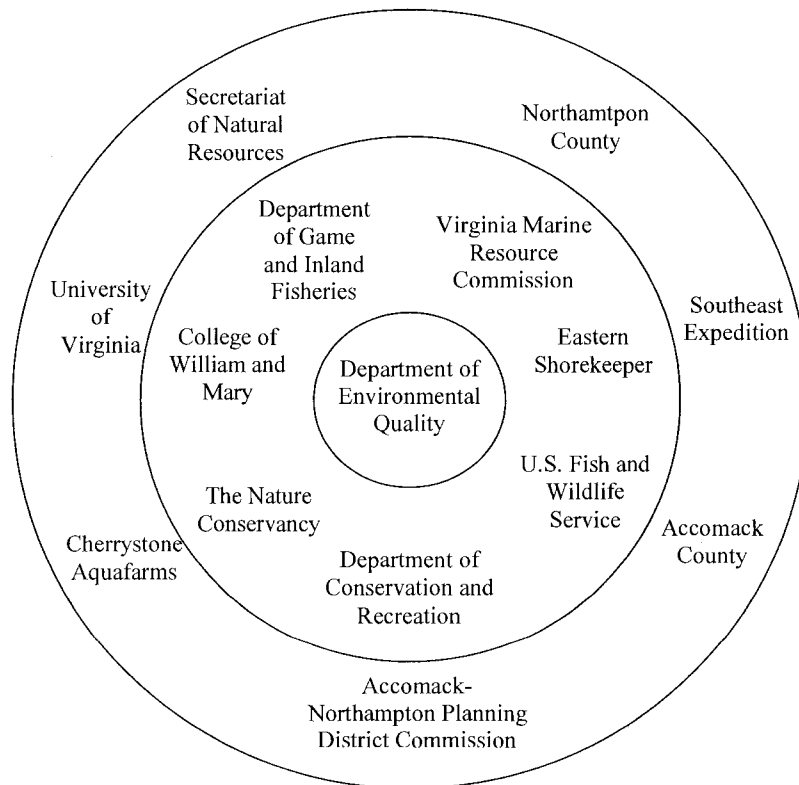 Secretariat
of Natural
Resources
Northamtpon
County
Department
of Game
and Inland
Fisheries
Virginia Marine
Resource
Commission
University
of
Virginia
Southeast
Expedition
College of
William and
Mary
Eastern
Shorekeeper
Department of
Environmental
Quality
The Nature
Conservancy
U.S. Fish and
Wildlife
Service
Cherrystone
Aquafarms
Accomack
County
Department of
Conservation and
Recreation
Accomack-
Northampton Planning
District Commission